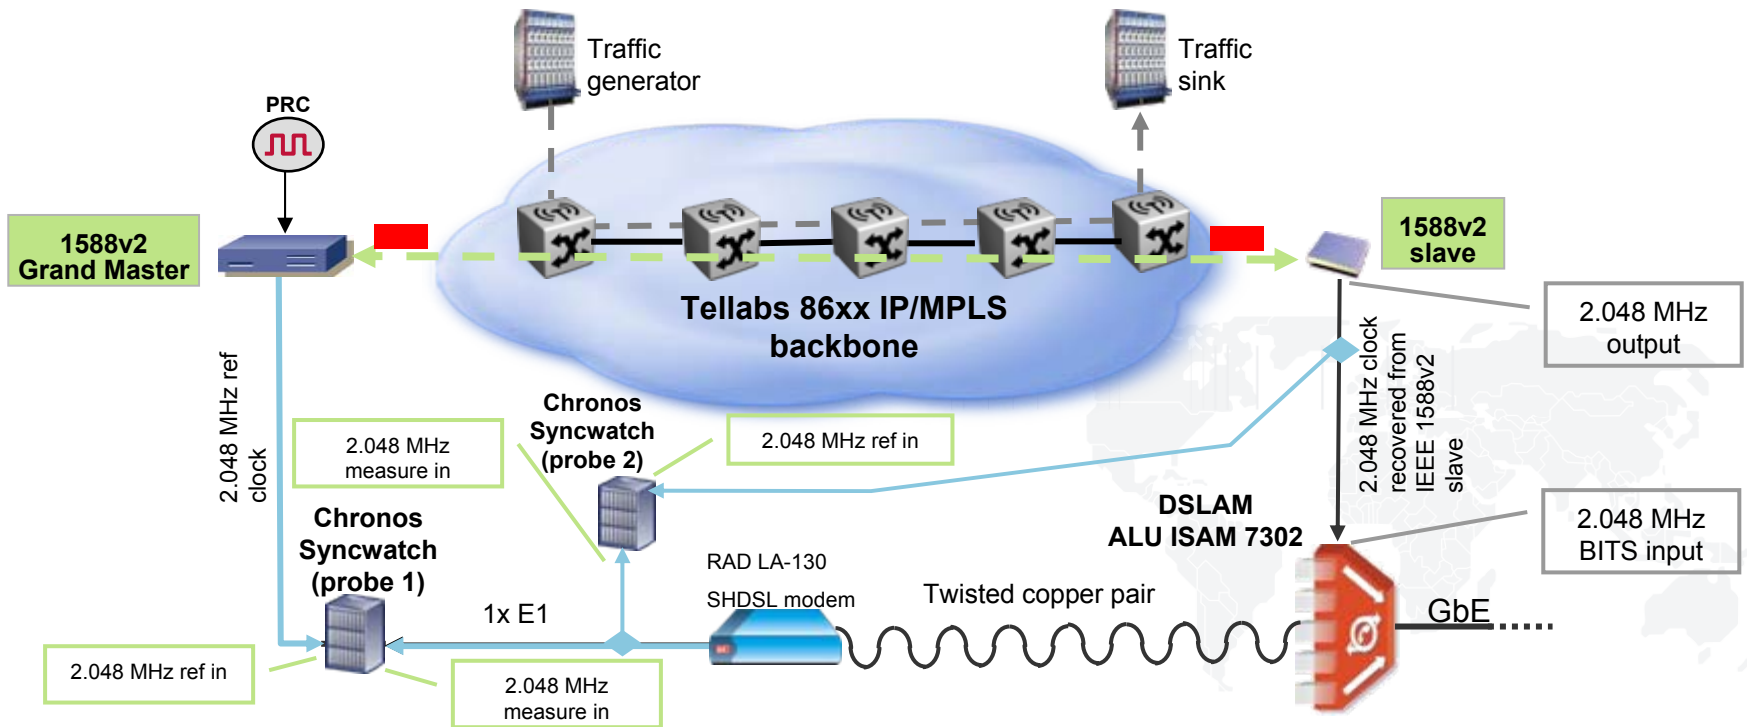 Traffic
generator
Traffic
sink
PRC
1588v2
Grand Master
1588v2
slave
Tellabs 86xx IP/MPLS
backbone
2.048 MHz
output
2.048 MHz ref
clock
2.048 MHz clock
recovered from
IEEE 1588v2
slave
Chronos
Syncwatch
(probe 2)
2.048 MHz
measure in
2.048 MHz ref in
Chronos
Syncwatch
(probe 1)
DSLAM
ALU ISAM 7302
2.048 MHz
BITS input
RAD LA-130
SHDSL modem
1x E1
Twisted copper pair
GbE
2.048 MHz ref in
2.048 MHz
measure in